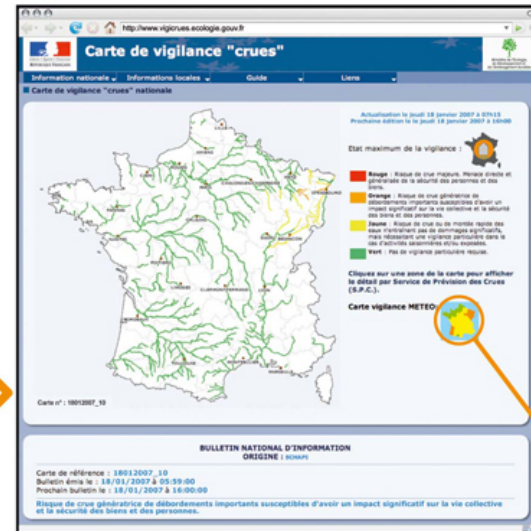 http://www.vigicrues.ecologie.gouv.fr
Carte de vigilance "crues"
RÉPUBLIQUE FRANÇAISE
Information nationale
Informations locales
Guide
Liens
Carte de vigilance "crues" nationale
Actualisation le jeudi 18 janvier 2007 à 07h15
Prochaine édition le jeudi 18 janvier 2007 à 16h00
Etat maximum de la vigilance :
Rouge : Risque de crue majeure. Menace directe et
généralisée de la sécurité des personnes et des
biens.
Orange : Risque de crue génératrice de
débordements importants susceptibles d'avoir un
impact significatif sur la vie collective et la sécurité
des biens et des personnes.
Jaune : Risque de crue ou de montée rapide des
eaux n'entraînant pas de dommages significatifs,
mais nécessitant une vigilance particulière dans le
cas d'activités saisonnières et/ou exposées.
Vert : Pas de vigilance particulière requise.
Cliquez sur une zone de la carte pour afficher
le détail par Service de Prévision des Crues
(S.P.C.).
Carte vigilance METEO
LILLE
STRASBOURG
BESANCON
BORDEAUX
TOULOUSE
MONTPELLIER
MARSEILLE
Carte n° : 18012007_10
BULLETIN NATIONAL D'INFORMATION
ORIGINE : SCHAPI
Carte de référence : 18012007_10
Bulletin émis le : 18/01/2007 à 05:59:00
Prochain bulletin le : 18/01/2007 à 16:00:00
Risque de crue génératrice de débordements importants susceptibles d'avoir un impact significatif sur la vie collective
et la sécurité des biens et des personnes.